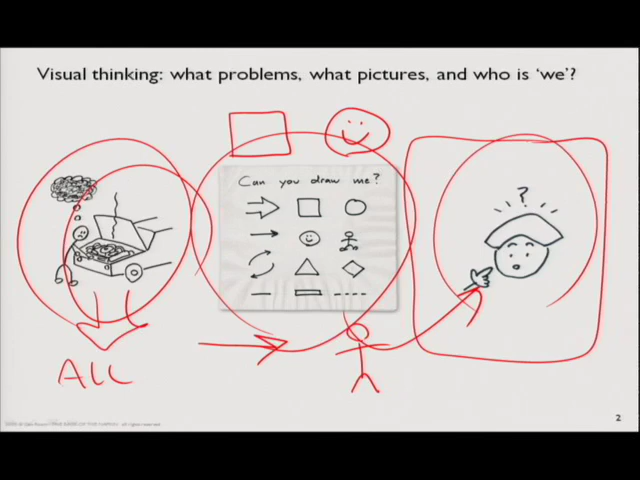 Visual thinking: what problems, what pictures, and who is ‘we’?
Can you draw me?
?
ALL
2